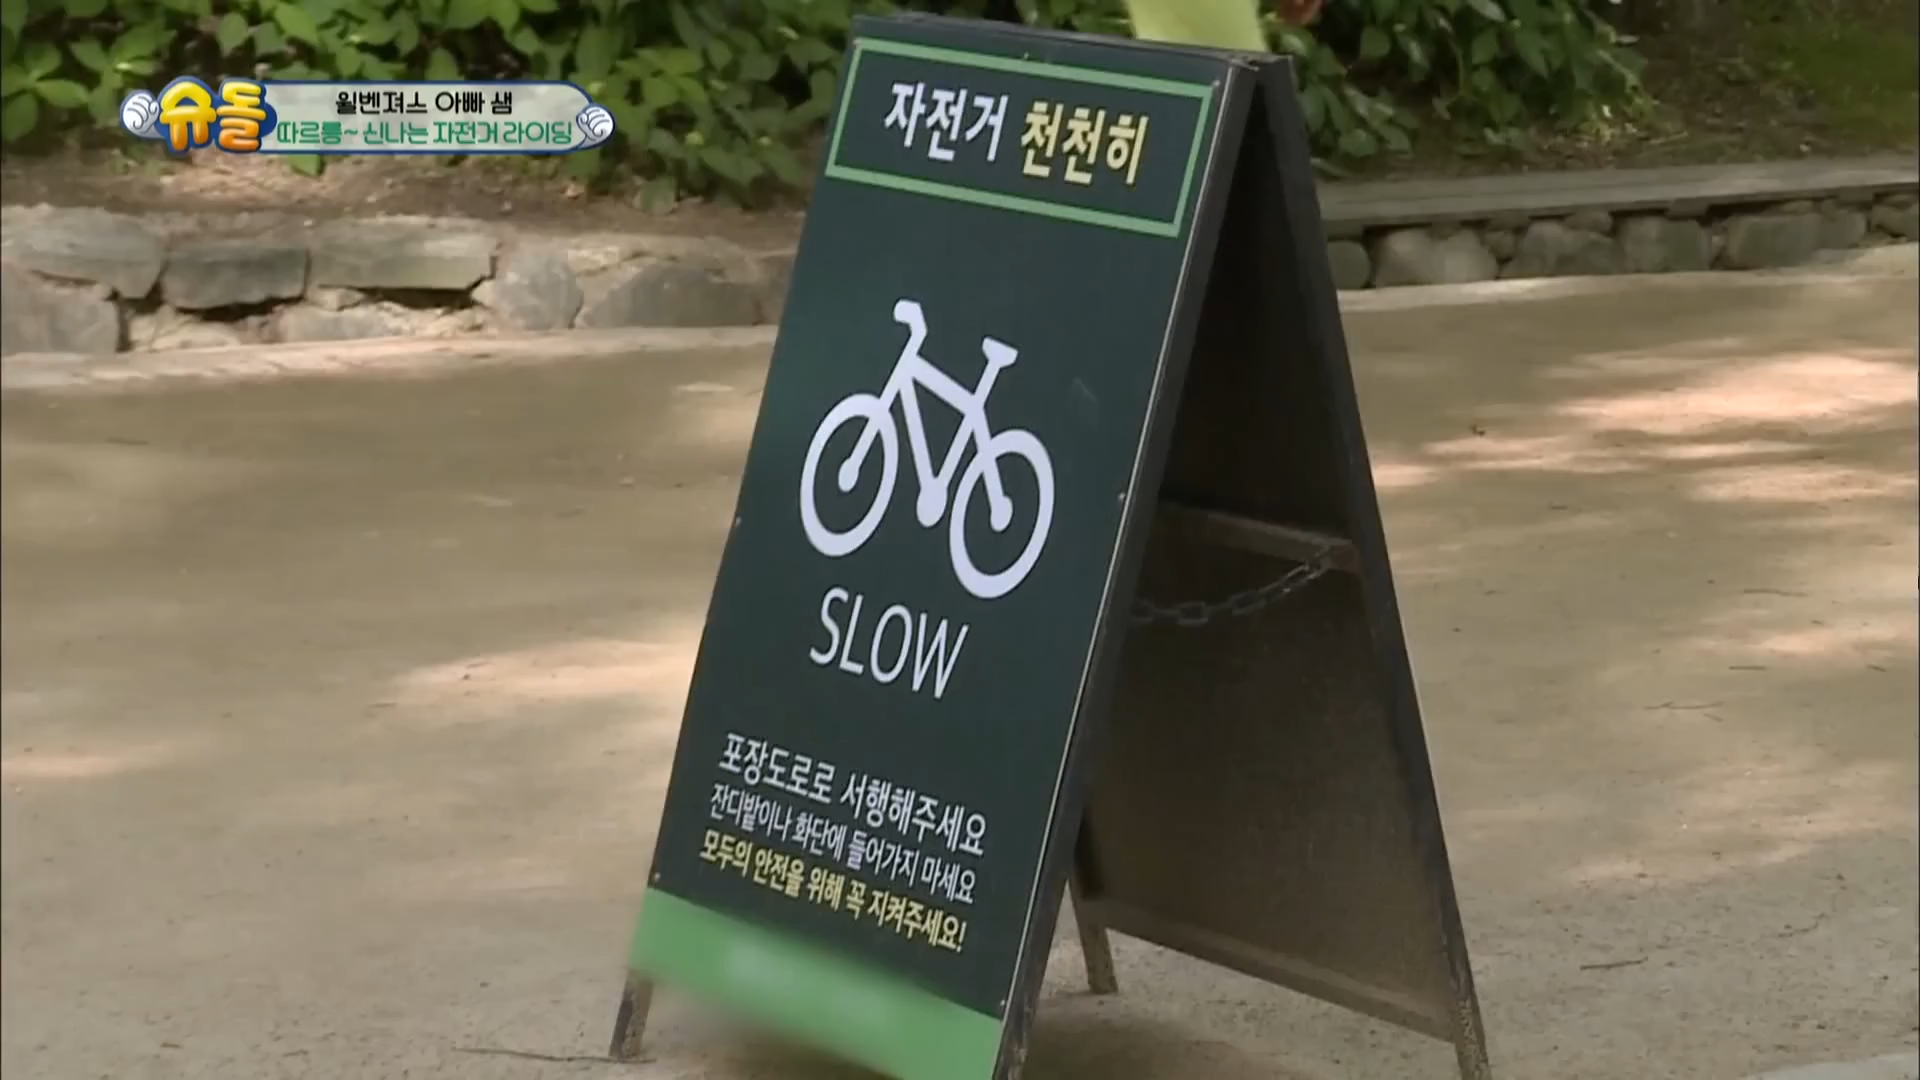 슈돌
윌벤져스 아빠 샘
따르릉~ 신나는 자전거 라이딩
자전거 천천히
SLOW
포장도로로 서행해주세요
잔디밭이나 화단에 들어가지 마세요
모두의 안전을 위해 꼭 지켜주세요!